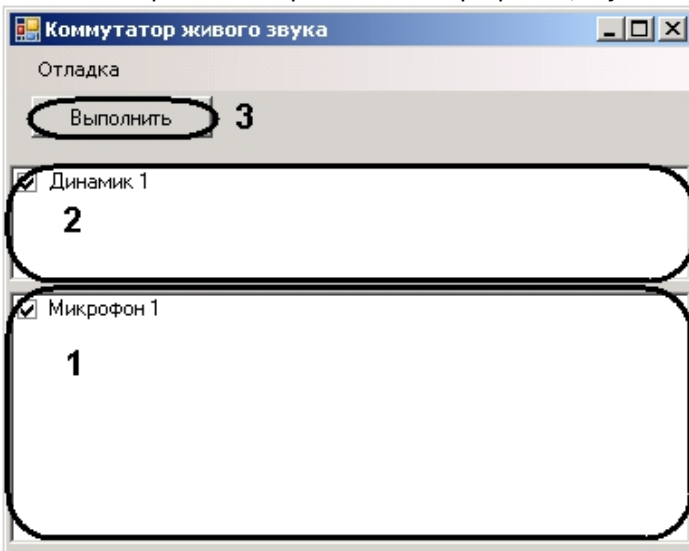 Коммутатор живого звука
Отладка
Выполнить 3
Динамик 1
2
Микрофон 1
1